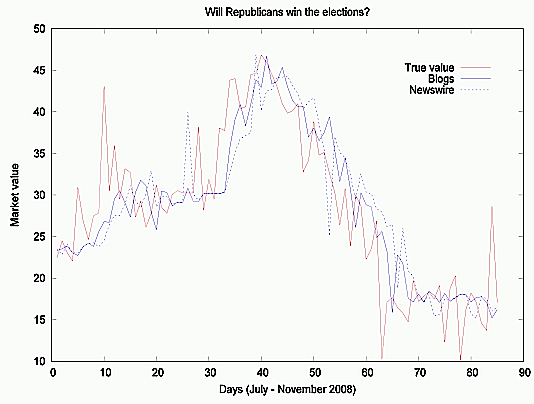 Will Republicans win the elections?
50
45
40
35
30
25
20
15
10
Market value
True value
Blogs
Newswire
0 10 20 30 40 50 60 70 80 90
Days (July - November 2008)